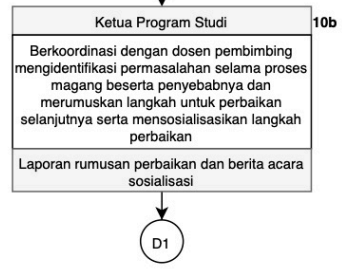 Ketua Program Studi
10b
Berkoordinasi dengan dosen pembimbing
mengidentifikasi permasalahan selama proses
magang beserta penyebabnya dan
merumuskan langkah untuk perbaikan
selanjutnya serta mensosialisasikan langkah
perbaikan
Laporan rumusan perbaikan dan berita acara
sosialisasi
D1